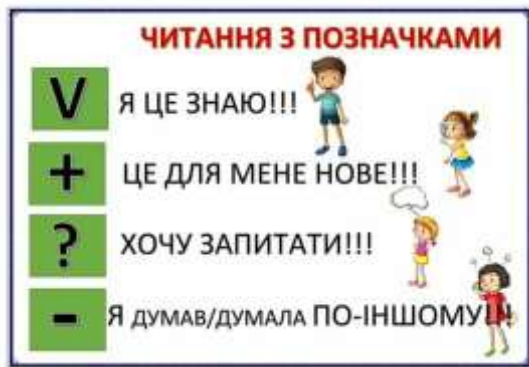 ЧИТАННЯ З ПОЗНАЧКАМИ
V Я ЦЕ ЗНАЮ!!!
+ ЦЕ ДЛЯ МЕНЕ НОВЕ!!!
? ХОЧУ ЗАПИТАТИ!!!
- Я ДУМАВ/ДУМАЛА ПО-ІНШОМУ!!!